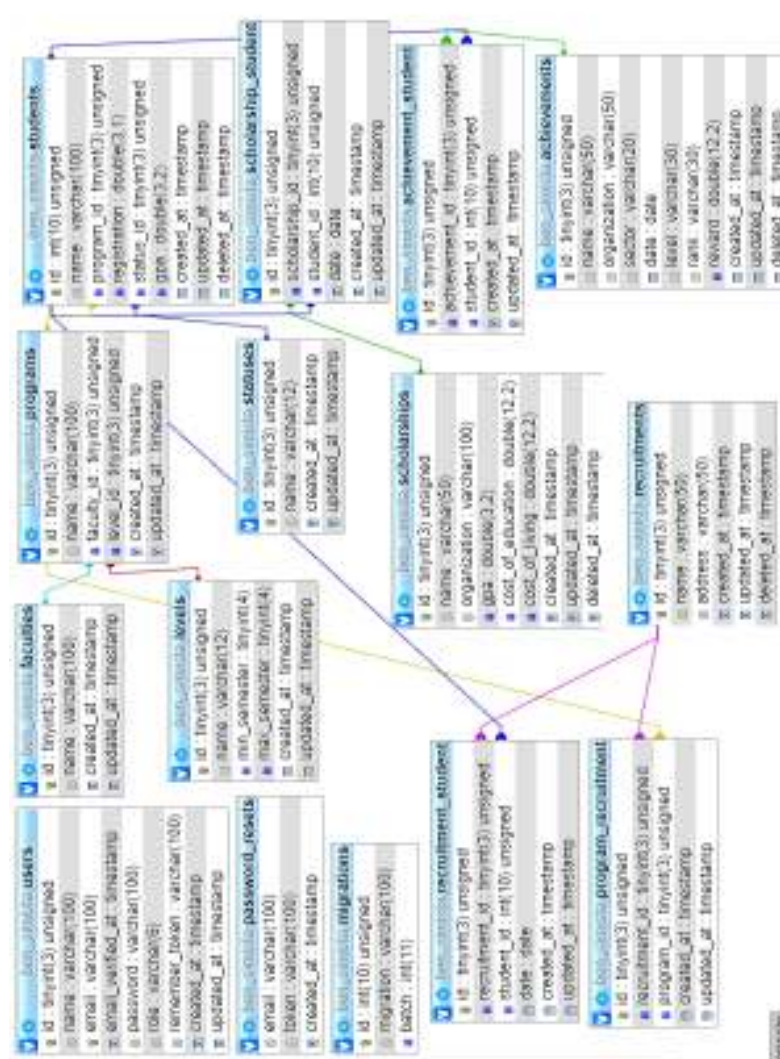 users
id : tinyint(3) unsigned
name : varchar(100)
email : varchar(100)
email_verified_at : timestamp
password : varchar(100)
role : varchar(6)
remember_token : varchar(100)
created_at : timestamp
updated_at : timestamp
password_resets
email : varchar(100)
token : varchar(100)
created_at : timestamp
migrations
id : int(10) unsigned
migration : varchar(100)
batch : int(11)
faculties
id : tinyint(3) unsigned
name : varchar(100)
created_at : timestamp
updated_at : timestamp
levels
id : tinyint(3) unsigned
name : varchar(12)
min_semester : tinyint(4)
max_semester : tinyint(4)
created_at : timestamp
updated_at : timestamp
recruitment_student
id : tinyint(3) unsigned
recruitment_id : tinyint(3) unsigned
student_id : int(10) unsigned
date : date
created_at : timestamp
updated_at : timestamp
program_recruitment
id : tinyint(3) unsigned
recruitment_id : tinyint(3) unsigned
program_id : tinyint(3) unsigned
created_at : timestamp
updated_at : timestamp
programs
id : tinyint(3) unsigned
name : varchar(100)
faculty_id : tinyint(3) unsigned
level_id : tinyint(3) unsigned
created_at : timestamp
updated_at : timestamp
statuses
id : tinyint(3) unsigned
name : varchar(12)
created_at : timestamp
updated_at : timestamp
scholarships
id : tinyint(3) unsigned
name : varchar(50)
organization : varchar(100)
gpa : double(3,2)
cost_of_education : double(12,2)
cost_of_living : double(12,2)
created_at : timestamp
updated_at : timestamp
deleted_at : timestamp
recruitments
id : tinyint(3) unsigned
name : varchar(50)
address : varchar(50)
created_at : timestamp
updated_at : timestamp
deleted_at : timestamp
students
id : int(10) unsigned
name : varchar(100)
program_id : tinyint(3) unsigned
registration : double(3,1)
status_id : tinyint(3) unsigned
gpa : double(3,2)
created_at : timestamp
updated_at : timestamp
deleted_at : timestamp
scholarship_student
id : tinyint(3) unsigned
scholarship_id : tinyint(3) unsigned
student_id : int(10) unsigned
date : date
created_at : timestamp
updated_at : timestamp
achievement_student
id : tinyint(3) unsigned
achievement_id : tinyint(3) unsigned
student_id : int(10) unsigned
created_at : timestamp
updated_at : timestamp
achievements
id : tinyint(3) unsigned
name : varchar(50)
organization : varchar(50)
sector : varchar(20)
date : date
level : varchar(30)
rank : varchar(30)
reward : double(12,2)
created_at : timestamp
updated_at : timestamp
deleted_at : timestamp